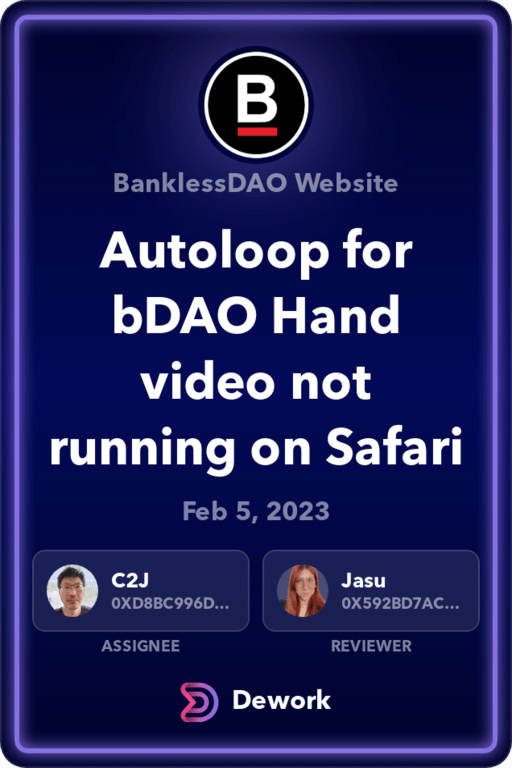 B
BanklessDAO Website
Autoloop for
bDAO Hand
video not
running on Safari
Feb 5, 2023
C2J
0XD8BC996D...
ASSIGNEE
Jasu
0X592BD7AC...
REVIEWER
Dework